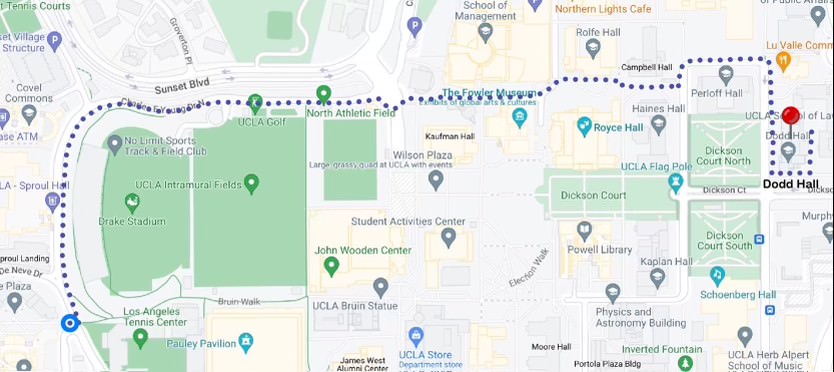 t Tennis Courts
School of
Management
Northern Lights Cafe
set Village
Structure
Groverton Pl
Rolfe Hall
Lu Valle Comm
Sunset Blvd
Campbell Hall
Covel
Commons
Charles E Young Dr N
The Fowler Museum
Exhibits of global arts & cultures
Perloff Hall
North Athletic Field
UCLA Golf
Haines Hall
UCLA School of Law
ase ATM
Royce Hall
Kaufman Hall
Dodd Hall
No Limit Sports
Track & Field Club
Wilson Plaza
Large, grassy quad at UCLA with events
UCLA Flag Pole
Dickson
Court North
UCLA Intramural Fields
LA - Sproul Hall
Dodd Hall
Dickson Court
Dickson Ct
Drake Stadium
Student Activities Center
Murph
Dickson
Court South
John Wooden Center
Powell Library
Kaplan Hall
proul Landing
De Neve Dr
Election Walk
e Plaza
Bruin Walk
Schoenberg Hall
UCLA Bruin Statue
Los Angeles
Tennis Center
Physics and
Astronomy Building
Pauley Pavilion
UCLA Store
Department store
Moore Hall
Inverted Fountain
UCLA Herb Alpert
School of Music
James West
Alumni Center
Portola Plaza Bldg